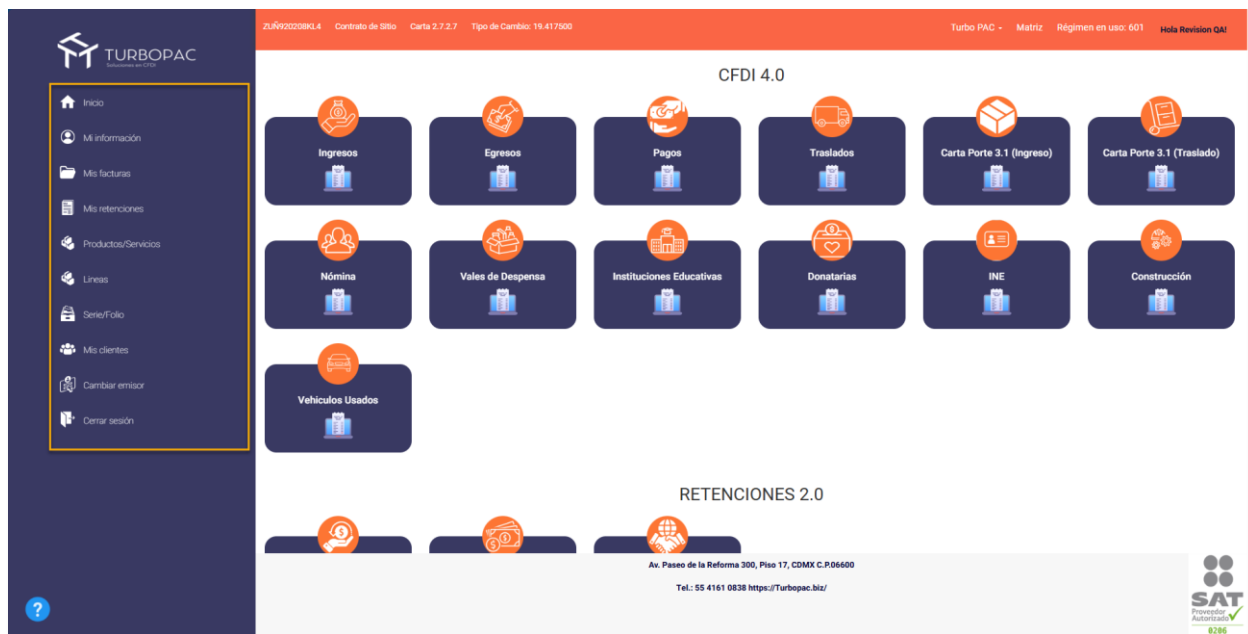 TURBOPAC
Soluciones en CFDI
Inicio
Mi información
Mis facturas
Mis retenciones
Productos/Servicios
Lineas
Serie/Folio
Mis clientes
Cambiar emisor
Cerrar sesión
ZUÑ920208KL4 Contrato de Sitio Carta 2.7.2.7 Tipo de Cambio: 19.417500 Turbo PAC Matriz Régimen en uso: 601 Hola Revision QA!
CFDI 4.0
Ingresos Egresos Pagos Traslados Carta Porte 3.1 (Ingreso) Carta Porte 3.1 (Traslado)
Nómina Vales de Despensa Instituciones Educativas Donatarias INE Construcción
Vehiculos Usados
RETENCIONES 2.0
Av. Paseo de la Reforma 300, Piso 17, CDMX C.P.06600
Tel.: 55 4161 0838 https://Turbopac.biz/
?
SAT
Proveedor
Autorizado
0206